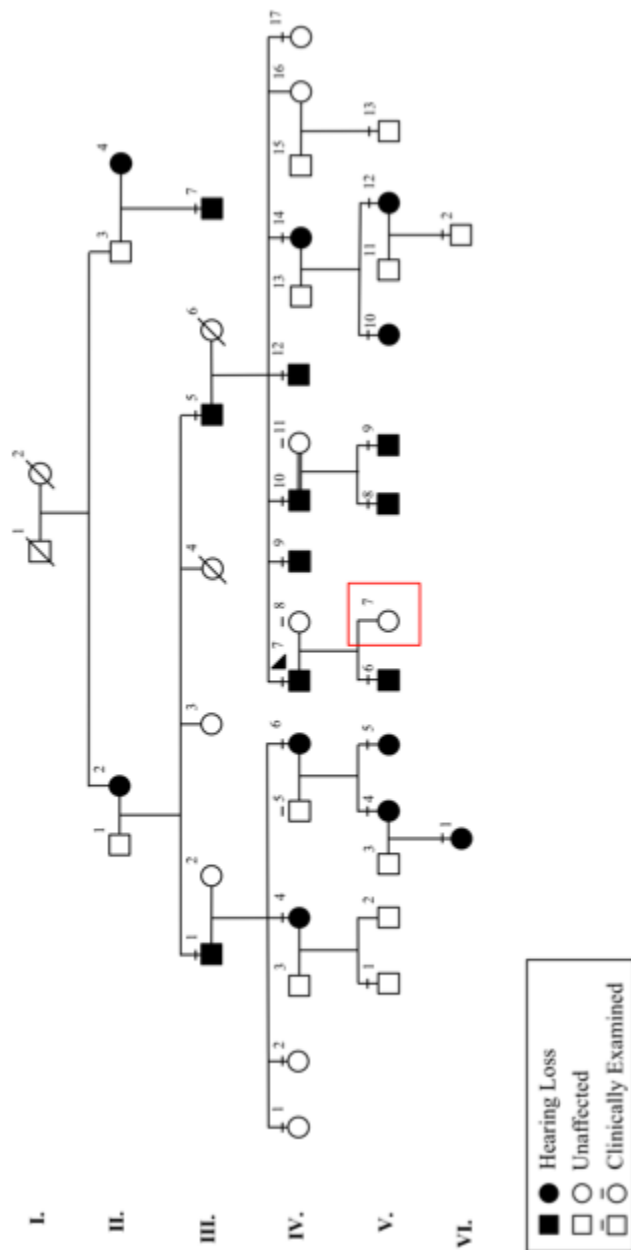 I. 1 2
II. 1 2 3 4
III. 1 2 3 4 5 6 7
IV. 1 2 3 4 5 6 7 8 9 10 11 12 13 14 15 16 17
V. 1 2 3 4 5 6 7 8 9 10 11 12 13
VI. 1 2
Hearing Loss
Unaffected
Clinically Examined